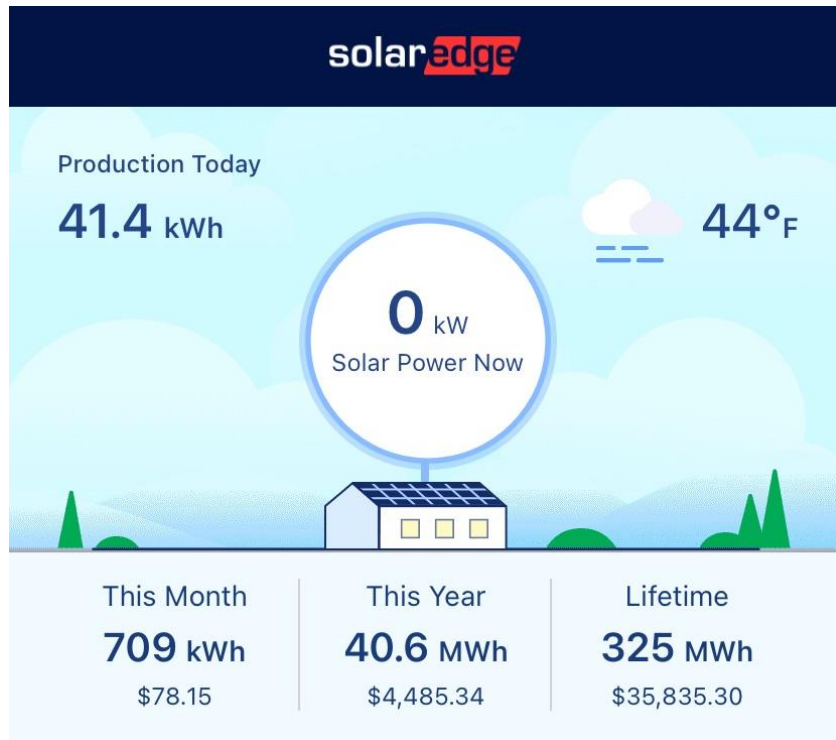 solaredge
Production Today
41.4 kWh
44°F
0 kW
Solar Power Now
This Month
709 kWh
$78.15
This Year
40.6 MWh
$4,485.34
Lifetime
325 MWh
$35,835.30